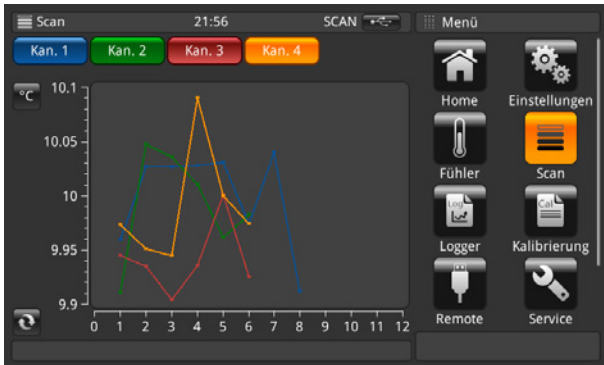 Scan 21:56 SCAN
Kan. 1 Kan. 2 Kan. 3 Kan. 4
°C
10.1
10.05
10
9.95
9.9
0 1 2 3 4 5 6 7 8 9 10 11 12
Menü
Home Einstellungen
Fühler Scan
Log
Cal
Logger Kalibrierung
Remote Service